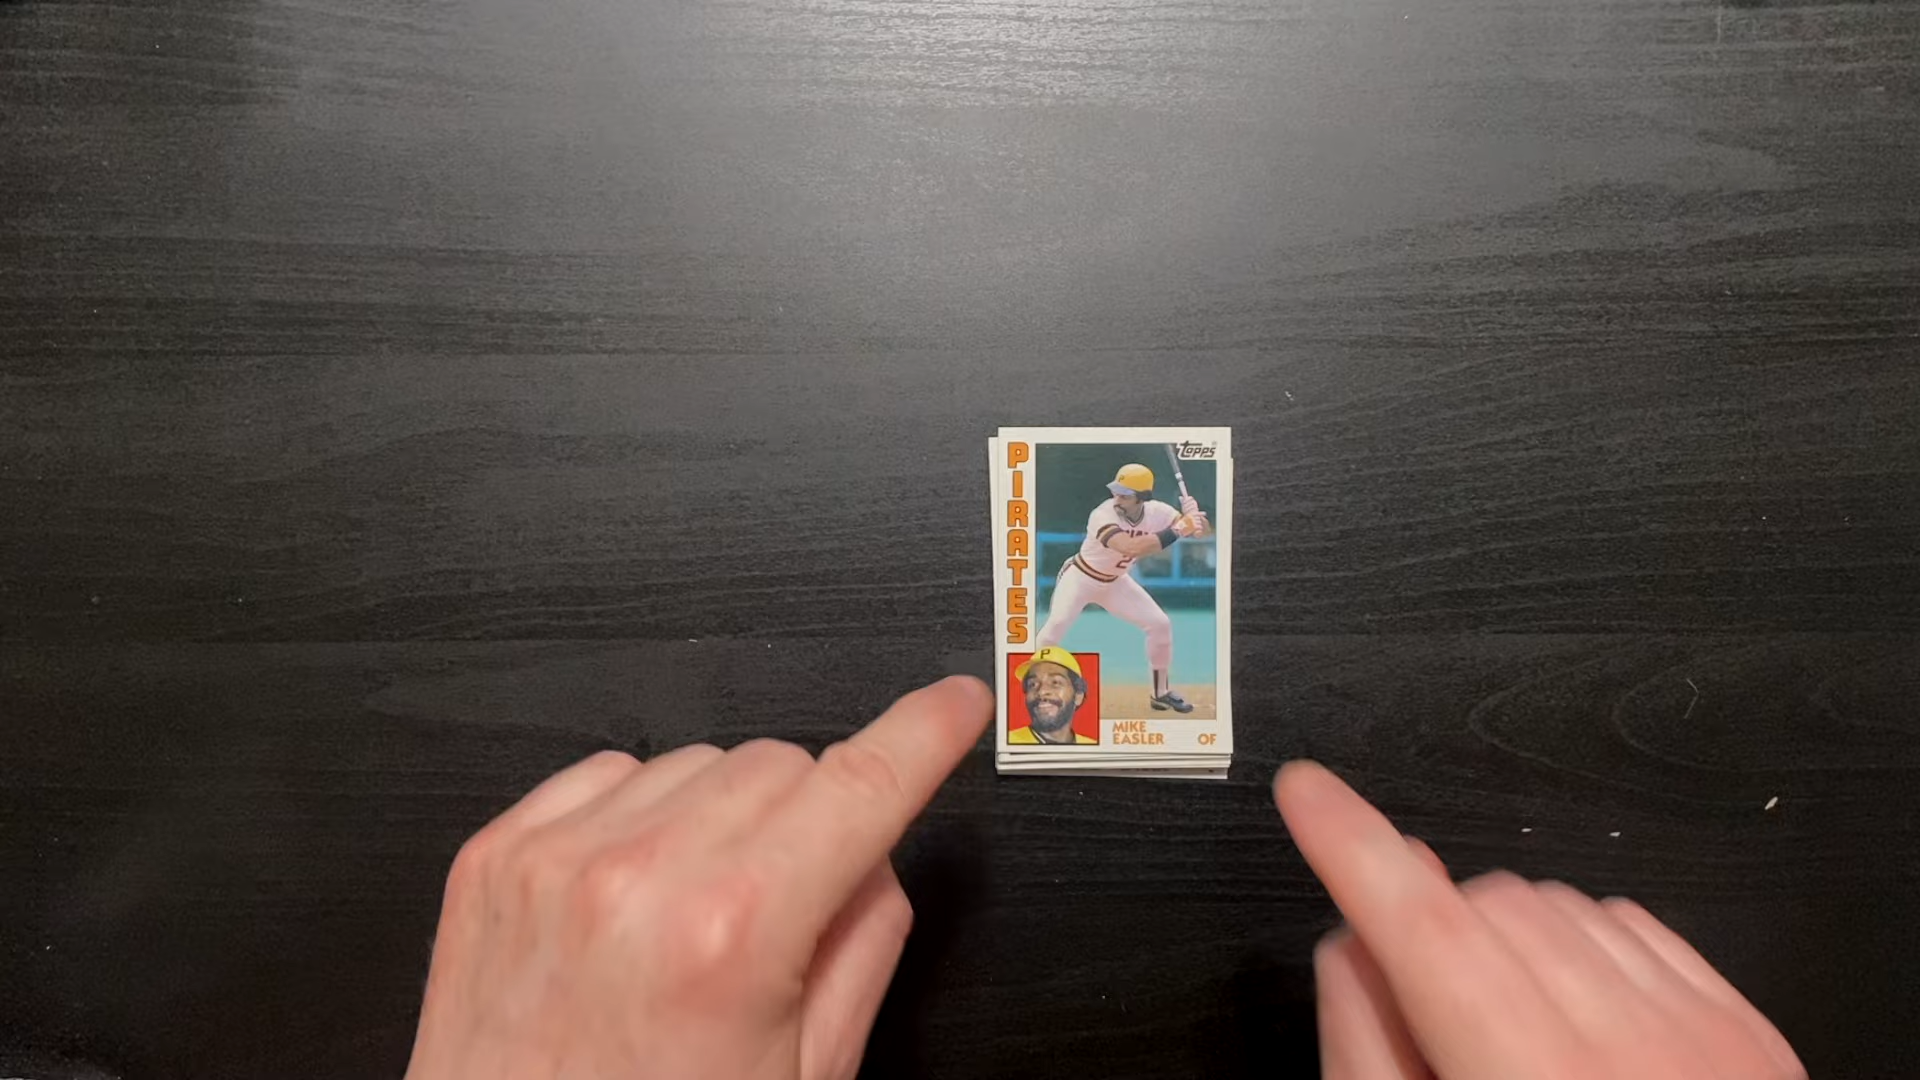 PIRATES
Topps
P
P
MIKE
EASLER OF